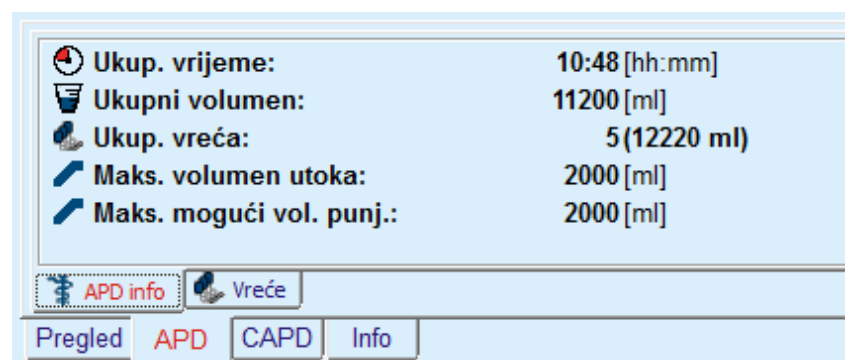 Ukup. vrijeme: 10:48 [hh:mm]
Ukupni volumen: 11200 [ml]
Ukup. vreća: 5 (12220 ml)
Maks. volumen utoka: 2000 [ml]
Maks. mogući vol. punj.: 2000 [ml]
APD info Vreće
Pregled APD CAPD Info